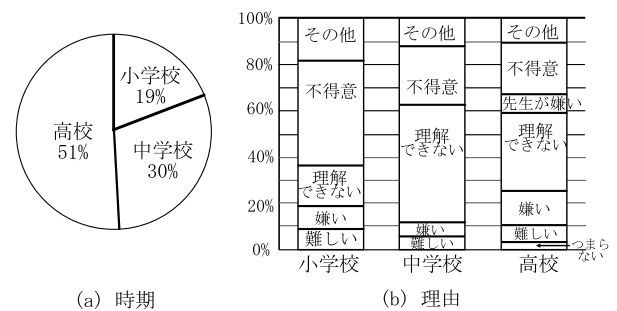 小学校
19%
高校
51%
中学校
30%
(a) 時期
100%
80%
60%
40%
20%
0%
その他
不得意
理解
できない
嫌い
難しい
小学校
その他
不得意
理解
できない
嫌い
難しい
中学校
その他
不得意
先生が嫌い
理解
できない
嫌い
難しい
つまら
ない
高校
(b) 理由